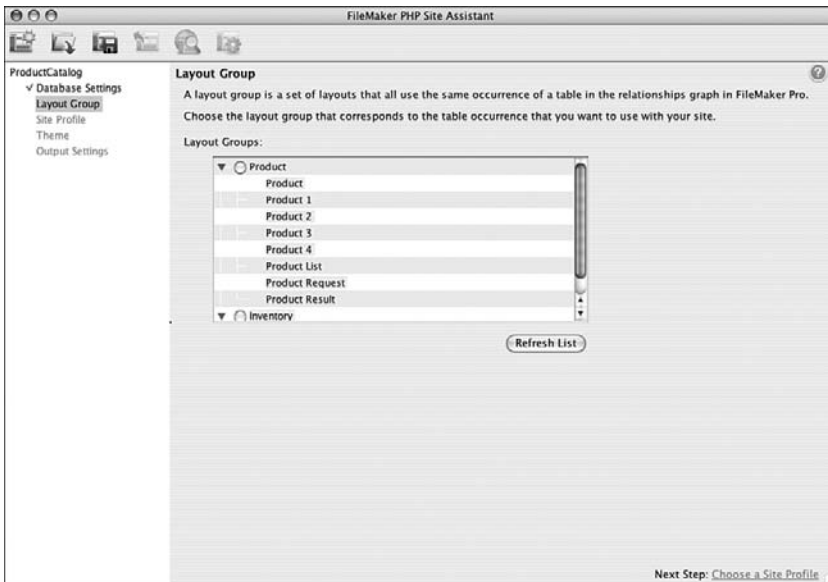 FileMaker PHP Site Assistant
ProductCatalog
√ Database Settings
Layout Group
Site Profile
Theme
Output Settings
Layout Group
A layout group is a set of layouts that all use the same occurrence of a table in the relationships graph in FileMaker Pro.
Choose the layout group that corresponds to the table occurrence that you want to use with your site.
Layout Groups:
Product
Product
Product 1
Product 2
Product 3
Product 4
Product List
Product Request
Product Result
Inventory
Refresh List
Next Step: Choose a Site Profile